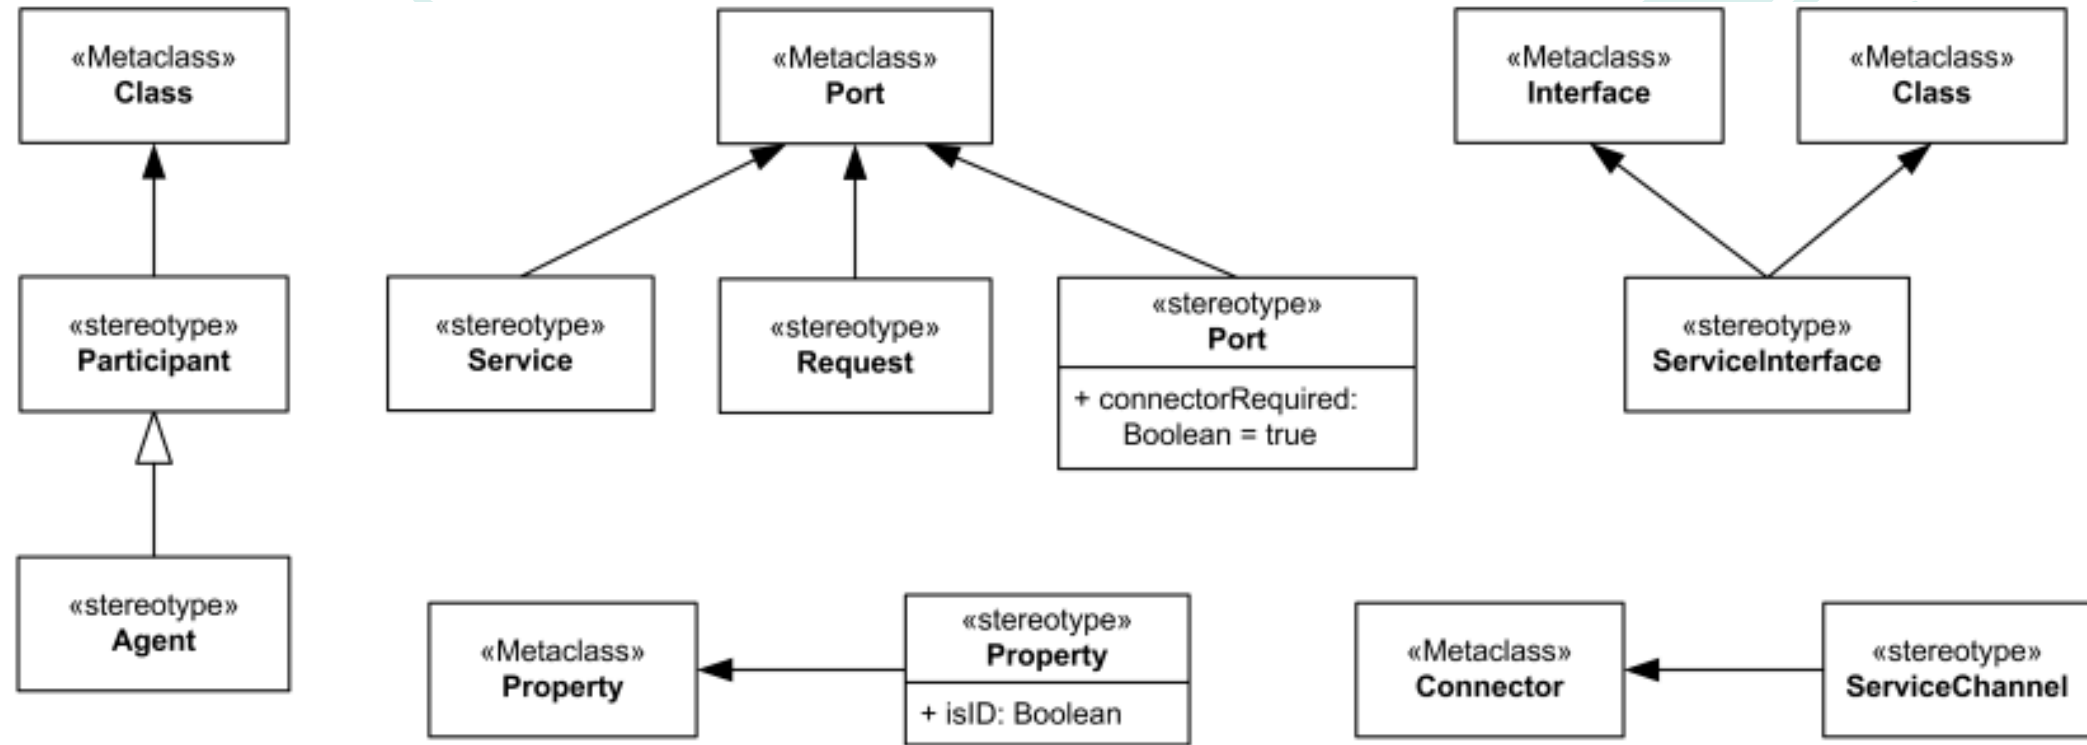 «Metaclass»
Class
«Metaclass»
Port
«Metaclass»
Interface
«Metaclass»
Class
«stereotype»
Participant
«stereotype»
Service
«stereotype»
Request
«stereotype»
Port
+ connectorRequired:
Boolean = true
«stereotype»
ServiceInterface
«stereotype»
Agent
«Metaclass»
Property
«stereotype»
Property
+ isID: Boolean
«Metaclass»
Connector
«stereotype»
ServiceChannel